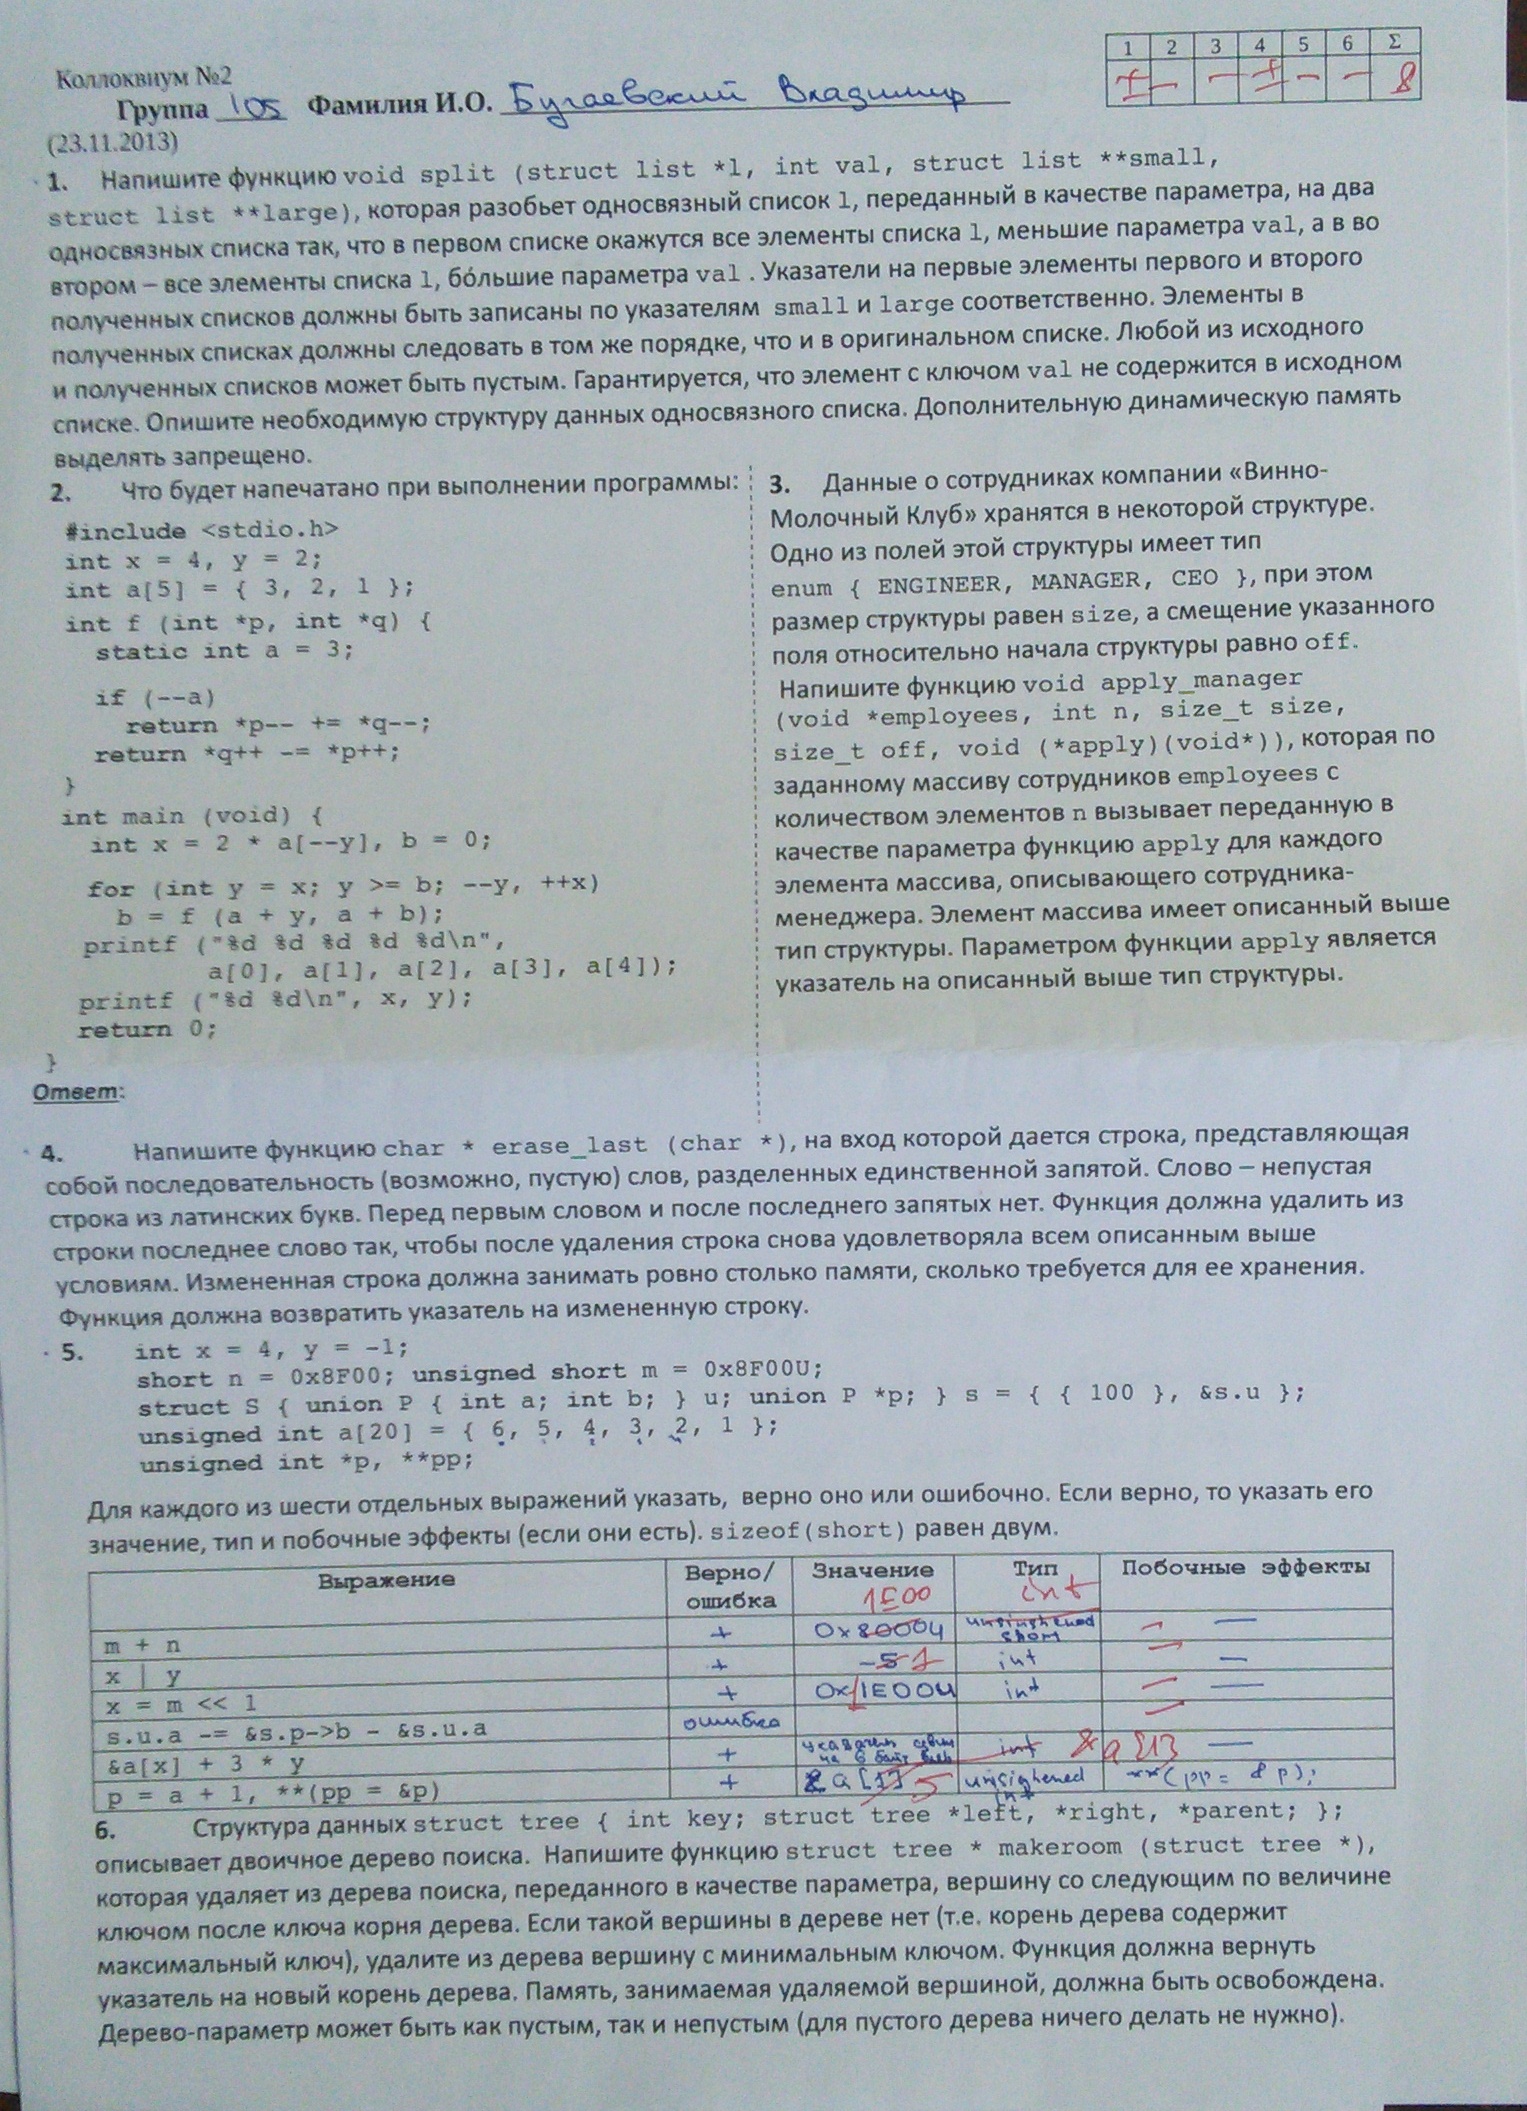 1 2 3 4 5 6 Σ
+ − − + − − 8
Коллоквиум №2
Группа 105 Фамилия И.О. Бугаевский Владимир
(23.11.2013)
1. Напишите функцию void split (struct list *l, int val, struct list **small,
struct list **large), которая разобьет односвязный список l, переданный в качестве параметра, на два
односвязных списка так, что в первом списке окажутся все элементы списка l, меньшие параметра val, а в во
втором – все элементы списка l, бо́льшие параметра val . Указатели на первые элементы первого и второго
полученных списков должны быть записаны по указателям small и large соответственно. Элементы в
полученных списках должны следовать в том же порядке, что и в оригинальном списке. Любой из исходного
и полученных списков может быть пустым. Гарантируется, что элемент с ключом val не содержится в исходном
списке. Опишите необходимую структуру данных односвязного списка. Дополнительную динамическую память
выделять запрещено.
2. Что будет напечатано при выполнении программы:
#include <stdio.h>
int x = 4, y = 2;
int a[5] = { 3, 2, 1 };
int f (int *p, int *q) {
static int a = 3;
if (--a)
return *p-- += *q--;
return *q++ -= *p++;
}
int main (void) {
int x = 2 * a[--y], b = 0;
for (int y = x; y >= b; --y, ++x)
b = f (a + y, a + b);
printf ("%d %d %d %d %d\n",
a[0], a[1], a[2], a[3], a[4]);
printf ("%d %d\n", x, y);
return 0;
}
Ответ:
3. Данные о сотрудниках компании «Винно-
Молочный Клуб» хранятся в некоторой структуре.
Одно из полей этой структуры имеет тип
enum { ENGINEER, MANAGER, CEO }, при этом
размер структуры равен size, а смещение указанного
поля относительно начала структуры равно off.
Напишите функцию void apply_manager
(void *employees, int n, size_t size,
size_t off, void (*apply)(void*)), которая по
заданному массиву сотрудников employees с
количеством элементов n вызывает переданную в
качестве параметра функцию apply для каждого
элемента массива, описывающего сотрудника-
менеджера. Элемент массива имеет описанный выше
тип структуры. Параметром функции apply является
указатель на описанный выше тип структуры.
4. Напишите функцию char * erase_last (char *), на вход которой дается строка, представляющая
собой последовательность (возможно, пустую) слов, разделенных единственной запятой. Слово – непустая
строка из латинских букв. Перед первым словом и после последнего запятых нет. Функция должна удалить из
строки последнее слово так, чтобы после удаления строка снова удовлетворяла всем описанным выше
условиям. Измененная строка должна занимать ровно столько памяти, сколько требуется для ее хранения.
Функция должна возвратить указатель на измененную строку.
5. int x = 4, y = -1;
short n = 0x8F00; unsigned short m = 0x8F00U;
struct S { union P { int a; int b; } u; union P *p; } s = { { 100 }, &s.u };
unsigned int a[20] = { 6, 5, 4, 3, 2, 1 };
unsigned int *p, **pp;
Для каждого из шести отдельных выражений указать, верно оно или ошибочно. Если верно, то указать его
значение, тип и побочные эффекты (если они есть). sizeof(short) равен двум.
Выражение Верно/ Значение Тип Побочные эффекты
ошибка 1E00 int
m + n + 0x80004 unsinghened short — —
x | y + -5 1 int — —
x = m << 1 + 0x11E00U int — —
s.u.a -= &s.p->b - &s.u.a ошибка —
&a[x] + 3 * y + int &a[1] —
p = a + 1, **(pp = &p) + &a[1] 5 unsighened int **(pp = &p);
6. Структура данных struct tree { int key; struct tree *left, *right, *parent; };
описывает двоичное дерево поиска. Напишите функцию struct tree * makeroom (struct tree *),
которая удаляет из дерева поиска, переданного в качестве параметра, вершину со следующим по величине
ключом после ключа корня дерева. Если такой вершины в дереве нет (т.е. корень дерева содержит
максимальный ключ), удалите из дерева вершину с минимальным ключом. Функция должна вернуть
указатель на новый корень дерева. Память, занимаемая удаляемой вершиной, должна быть освобождена.
Дерево-параметр может быть как пустым, так и непустым (для пустого дерева ничего делать не нужно).